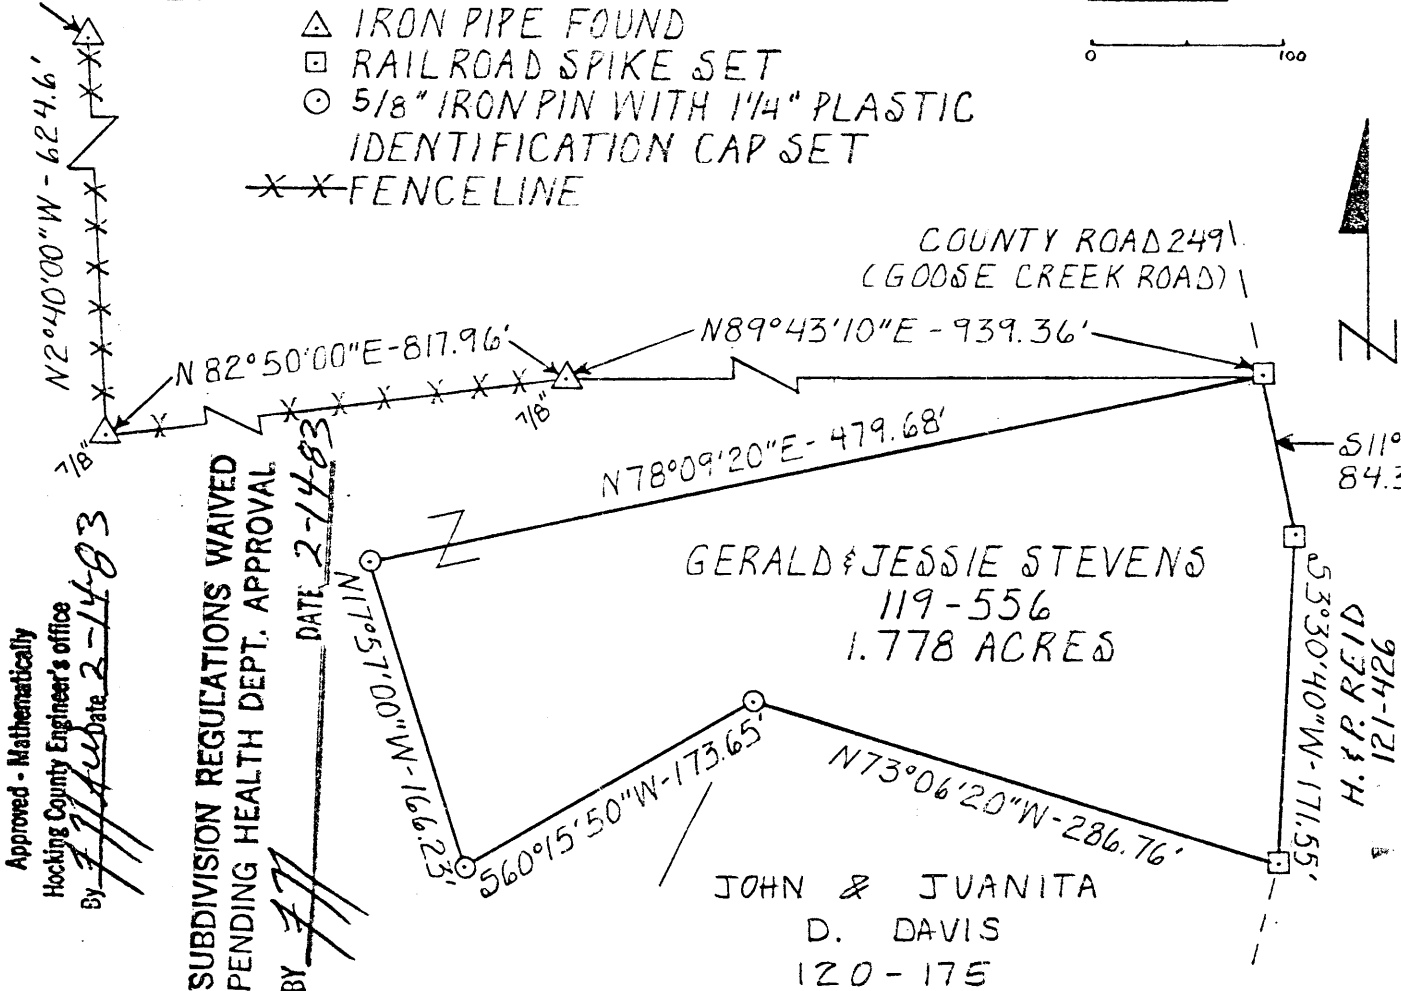 △ IRON PIPE FOUND
⊡ RAILROAD SPIKE SET
⊙ 5/8" IRON PIN WITH 1 1/4" PLASTIC
IDENTIFICATION CAP SET
X X FENCELINE
0 100
N2°40'00"W - 624.6'
COUNTY ROAD 249
(GOOSE CREEK ROAD)
N82°50'00"E-817.96'
N89°43'10"E - 939.36'
7/8"
7/8"
N78°09'20"E - 479.68'
S11°
84.3
GERALD & JESSIE STEVENS
119-556
1.778 ACRES
N17°57'00"W-166.23'
S60°15'50"W-173.65'
N73°06'20"W-286.76'
S3°30'40"W-171.55'
H. & P. REID
121-426
JOHN & JUANITA
D. DAVIS
120-175
Approved - Mathematically
Hocking County Engineer's office
By Date 2-14-83
SUBDIVISION REGULATIONS WAIVED
PENDING HEALTH DEPT. APPROVAL
BY DATE 2-14-83